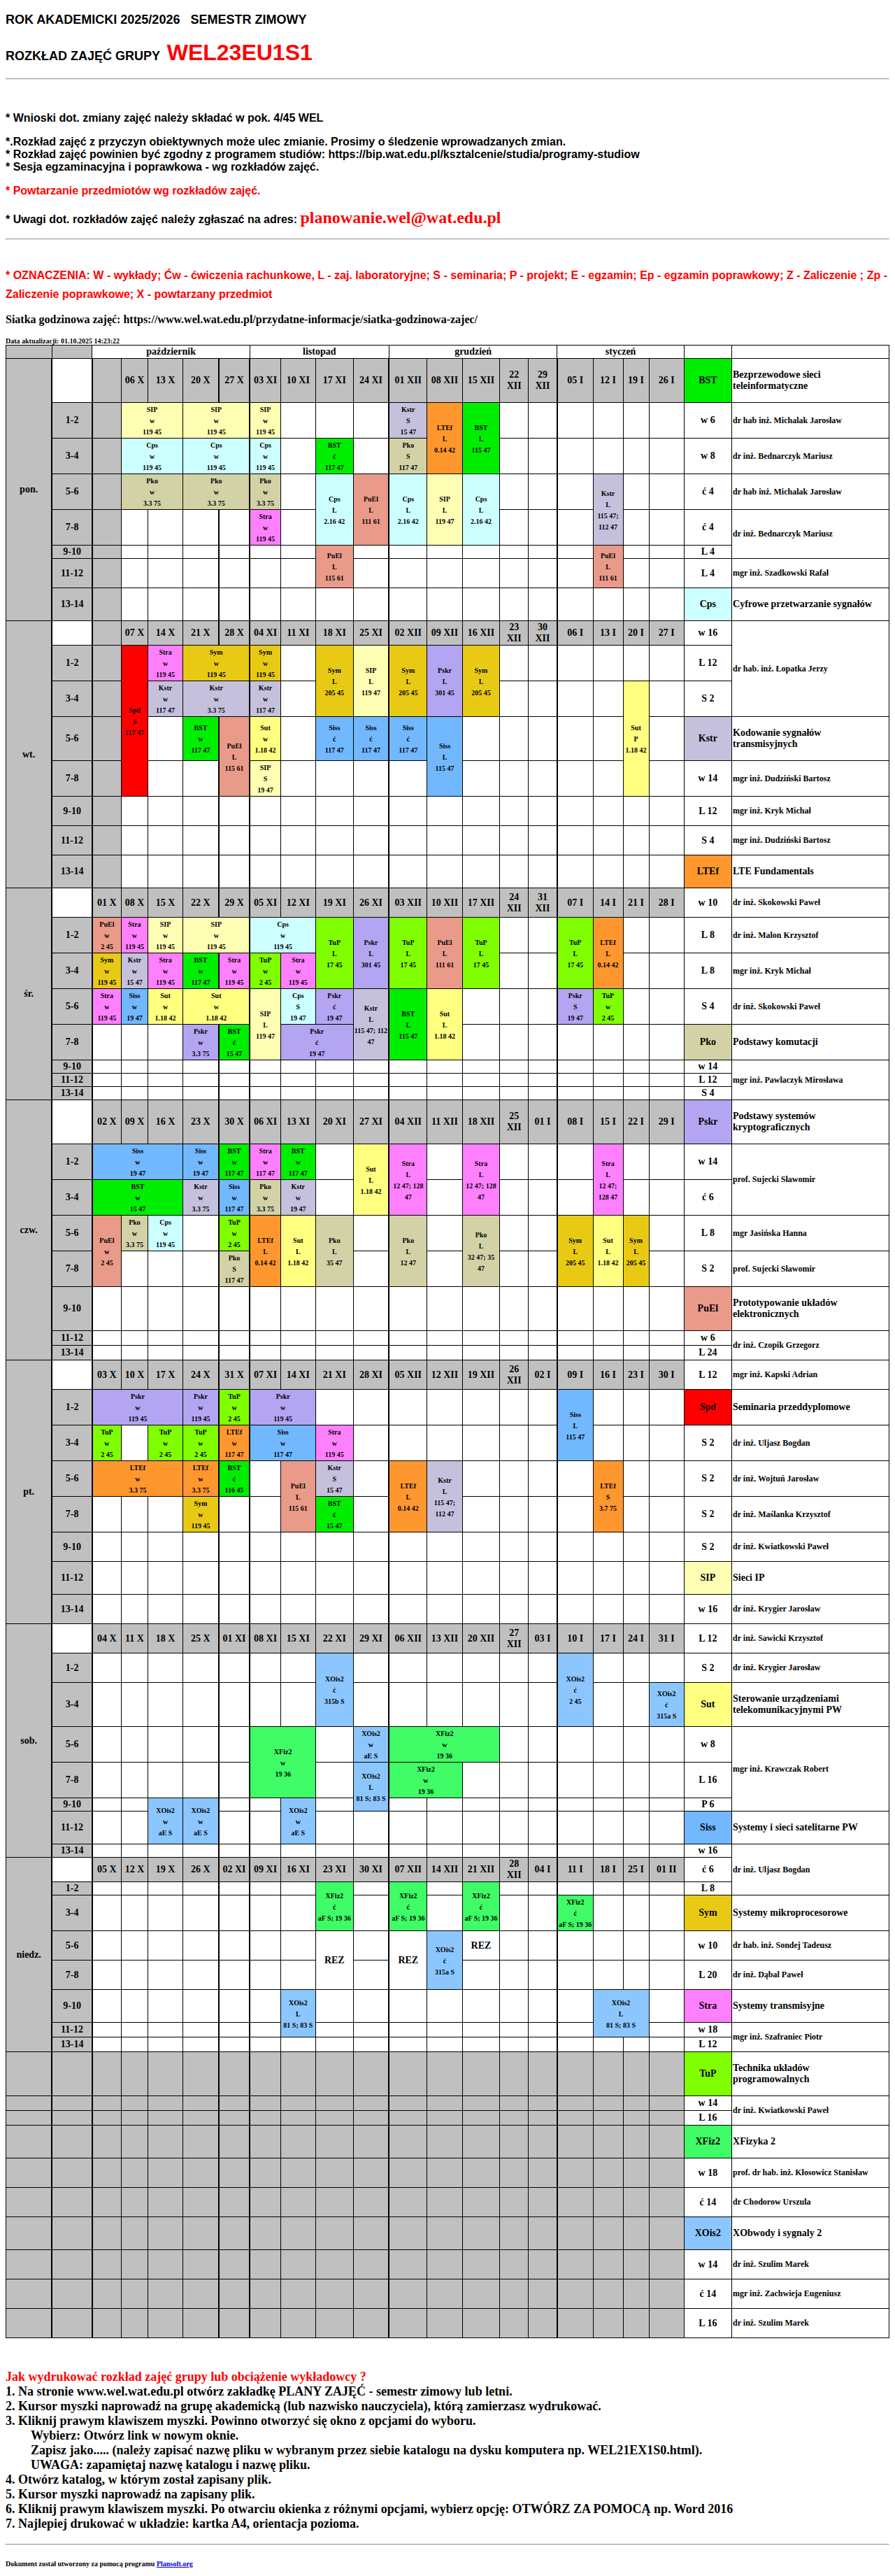 ROK AKADEMICKI 2025/2026 SEMESTR ZIMOWY
ROZKŁAD ZAJĘĆ GRUPY WEL23EU1S1
* Wnioski dot. zmiany zajęć należy składać w pok. 4/45 WEL
*.Rozkład zajęć z przyczyn obiektywnych może ulec zmianie. Prosimy o śledzenie wprowadzanych zmian.
* Rozkład zajęć powinien być zgodny z programem studiów: https://bip.wat.edu.pl/ksztalcenie/studia/programy-studiow
* Sesja egzaminacyjna i poprawkowa - wg rozkładów zajęć.
* Powtarzanie przedmiotów wg rozkładów zajęć.
* Uwagi dot. rozkładów zajęć należy zgłaszać na adres: planowanie.wel@wat.edu.pl
* OZNACZENIA: W - wykłady; Ćw - ćwiczenia rachunkowe, L - zaj. laboratoryjne; S - seminaria; P - projekt; E - egzamin; Ep - egzamin poprawkowy; Z - Zaliczenie ; Zp -
Zaliczenie poprawkowe; X - powtarzany przedmiot
Siatka godzinowa zajęć: https://www.wel.wat.edu.pl/przydatne-informacje/siatka-godzinowa-zajec/
Data aktualizacji: 01.10.2025 14:23:22
październik listopad grudzień styczeń
pon. 06 X 13 X 20 X 27 X 03 XI 10 XI 17 XI 24 XI 01 XII 08 XII 15 XII 22 XII 29 XII 05 I 12 I 19 I 26 I BST Bezprzewodowe sieci teleinformatyczne
1-2 SIP w 119 45 SIP w 119 45 SIP w 119 45 Kstr S 15 47 LTEf L 0.14 42 BST L 115 47 w 6 dr hab inż. Michalak Jarosław
3-4 Cps w 119 45 Cps w 119 45 Cps w 119 45 BST ć 117 47 Pko S 117 47 w 8 dr inż. Bednarczyk Mariusz
5-6 Pko w 3.3 75 Pko w 3.3 75 Pko w 3.3 75 Cps L 2.16 42 PuEl L 111 61 Cps L 2.16 42 SIP L 119 47 Cps L 2.16 42 Kstr L 115 47; 112 47 ć 4 dr hab inż. Michalak Jarosław
7-8 Stra w 119 45 ć 4 dr inż. Bednarczyk Mariusz
9-10 PuEl L 115 61 PuEl L 111 61 L 4
11-12 L 4 mgr inż. Szadkowski Rafał
13-14 Cps Cyfrowe przetwarzanie sygnałów
wt. 07 X 14 X 21 X 28 X 04 XI 11 XI 18 XI 25 XI 02 XII 09 XII 16 XII 23 XII 30 XII 06 I 13 I 20 I 27 I w 16 dr hab. inż. Łopatka Jerzy
1-2 Spd S 117 47 Stra w 119 45 Sym w 119 45 Sym w 119 45 Sym L 205 45 SIP L 119 47 Sym L 205 45 Pskr L 301 45 Sym L 205 45 L 12
3-4 Kstr w 117 47 Kstr w 3.3 75 Kstr w 117 47 Sut P 1.18 42 S 2
5-6 BST w 117 47 PuEl L 115 61 Sut w 1.18 42 Siss ć 117 47 Siss ć 117 47 Siss ć 117 47 Siss L 115 47 Kstr Kodowanie sygnałów transmisyjnych
7-8 SIP S 19 47 w 14 mgr inż. Dudziński Bartosz
9-10 L 12 mgr inż. Kryk Michał
11-12 S 4 mgr inż. Dudziński Bartosz
13-14 LTEf LTE Fundamentals
śr. 01 X 08 X 15 X 22 X 29 X 05 XI 12 XI 19 XI 26 XI 03 XII 10 XII 17 XII 24 XII 31 XII 07 I 14 I 21 I 28 I w 10 dr inż. Skokowski Paweł
1-2 PuEl w 2 45 Stra w 119 45 SIP w 119 45 SIP w 119 45 Cps w 119 45 TuP L 17 45 Pskr L 301 45 TuP L 17 45 PuEl L 111 61 TuP L 17 45 TuP L 17 45 LTEf L 0.14 42 L 8 dr inż. Malon Krzysztof
3-4 Sym w 119 45 Kstr w 15 47 Stra w 119 45 BST w 117 47 Stra w 119 45 TuP w 2 45 Stra w 119 45 L 8 mgr inż. Kryk Michał
5-6 Stra w 119 45 Siss w 19 47 Sut w 1.18 42 Sut w 1.18 42 SIP L 119 47 Cps S 19 47 Pskr ć 19 47 Kstr L 115 47; 112 47 BST L 115 47 Sut L 1.18 42 Pskr S 19 47 TuP w 2 45 S 4 dr inż. Skokowski Paweł
7-8 Pskr w 3.3 75 BST ć 15 47 Pskr ć 19 47 Pko Podstawy komutacji
9-10 w 14 mgr inż. Pawlaczyk Mirosława
11-12 L 12
13-14 S 4
czw. 02 X 09 X 16 X 23 X 30 X 06 XI 13 XI 20 XI 27 XI 04 XII 11 XII 18 XII 25 XII 01 I 08 I 15 I 22 I 29 I Pskr Podstawy systemów kryptograficznych
1-2 Siss w 19 47 Siss w 19 47 BST w 117 47 Stra w 117 47 BST w 117 47 Sut L 1.18 42 Stra L 12 47; 128 47 Stra L 12 47; 128 47 Stra L 12 47; 128 47 w 14 prof. Sujecki Sławomir
3-4 BST w 15 47 Kstr w 3.3 75 Siss w 117 47 Pko w 3.3 75 Kstr w 19 47 ć 6
5-6 PuEl w 2 45 Pko w 3.3 75 Cps w 119 45 TuP w 2 45 LTEf L 0.14 42 Sut L 1.18 42 Pko L 35 47 Pko L 12 47 Pko L 32 47; 35 47 Sym L 205 45 Sut L 1.18 42 Sym L 205 45 L 8 mgr Jasińska Hanna
7-8 Pko S 117 47 S 2 prof. Sujecki Sławomir
9-10 PuEl Prototypowanie układów elektronicznych
11-12 w 6 dr inż. Czopik Grzegorz
13-14 L 24
pt. 03 X 10 X 17 X 24 X 31 X 07 XI 14 XI 21 XI 28 XI 05 XII 12 XII 19 XII 26 XII 02 I 09 I 16 I 23 I 30 I L 12 mgr inż. Kapski Adrian
1-2 Pskr w 119 45 Pskr w 119 45 TuP w 2 45 Pskr w 119 45 Siss L 115 47 Spd Seminaria przeddyplomowe
3-4 TuP w 2 45 TuP w 2 45 TuP w 2 45 LTEf w 117 47 Siss w 117 47 Stra w 119 45 S 2 dr inż. Uljasz Bogdan
5-6 LTEf w 3.3 75 LTEf w 3.3 75 BST ć 116 45 PuEl L 115 61 Kstr S 15 47 LTEf L 0.14 42 Kstr L 115 47; 112 47 LTEf S 3.7 75 S 2 dr inż. Wojtuń Jarosław
7-8 Sym w 119 45 BST ć 15 47 S 2 dr inż. Maślanka Krzysztof
9-10 S 2 dr inż. Kwiatkowski Paweł
11-12 SIP Sieci IP
13-14 w 16 dr inż. Krygier Jarosław
sob. 04 X 11 X 18 X 25 X 01 XI 08 XI 15 XI 22 XI 29 XI 06 XII 13 XII 20 XII 27 XII 03 I 10 I 17 I 24 I 31 I L 12 dr inż. Sawicki Krzysztof
1-2 XOis2 ć 315b S XOis2 ć 2 45 S 2 dr inż. Krygier Jarosław
3-4 XOis2 ć 315a S Sut Sterowanie urządzeniami telekomunikacyjnymi PW
5-6 XFiz2 w 19 36 XOis2 w aE S XFiz2 w 19 36 w 8 mgr inż. Krawczak Robert
7-8 XOis2 L 81 S; 83 S XFiz2 w 19 36 L 16
9-10 XOis2 w aE S XOis2 w aE S XOis2 w aE S P 6
11-12 Siss Systemy i sieci satelitarne PW
13-14 w 16 dr inż. Uljasz Bogdan
niedz. 05 X 12 X 19 X 26 X 02 XI 09 XI 16 XI 23 XI 30 XI 07 XII 14 XII 21 XII 28 XII 04 I 11 I 18 I 25 I 01 II ć 6
1-2 XFiz2 ć aF S; 19 36 XFiz2 ć aF S; 19 36 XFiz2 ć aF S; 19 36 L 8
3-4 XFiz2 ć aF S; 19 36 Sym Systemy mikroprocesorowe
5-6 REZ REZ XOis2 ć 315a S REZ w 10 dr hab. inż. Sondej Tadeusz
7-8 L 20 dr inż. Dąbal Paweł
9-10 XOis2 L 81 S; 83 S XOis2 L 81 S; 83 S Stra Systemy transmisyjne
11-12 w 18 mgr inż. Szafraniec Piotr
13-14 L 12
TuP Technika układów programowalnych
w 14 dr inż. Kwiatkowski Paweł
L 16
XFiz2 XFizyka 2
w 18 prof. dr hab. inż. Kłosowicz Stanisław
ć 14 dr Chodorow Urszula
XOis2 XObwody i sygnaly 2
w 14 dr inż. Szulim Marek
ć 14 mgr inż. Zachwieja Eugeniusz
L 16 dr inż. Szulim Marek
Jak wydrukować rozkład zajęć grupy lub obciążenie wykładowcy ?
1. Na stronie www.wel.wat.edu.pl otwórz zakładkę PLANY ZAJĘĆ - semestr zimowy lub letni.
2. Kursor myszki naprowadź na grupę akademicką (lub nazwisko nauczyciela), którą zamierzasz wydrukować.
3. Kliknij prawym klawiszem myszki. Powinno otworzyć się okno z opcjami do wyboru.
Wybierz: Otwórz link w nowym oknie.
Zapisz jako..... (należy zapisać nazwę pliku w wybranym przez siebie katalogu na dysku komputera np. WEL21EX1S0.html).
UWAGA: zapamiętaj nazwę katalogu i nazwę pliku.
4. Otwórz katalog, w którym został zapisany plik.
5. Kursor myszki naprowadź na zapisany plik.
6. Kliknij prawym klawiszem myszki. Po otwarciu okienka z różnymi opcjami, wybierz opcję: OTWÓRZ ZA POMOCĄ np. Word 2016
7. Najlepiej drukować w układzie: kartka A4, orientacja pozioma.
Dokument został utworzony za pomocą programu Plansoft.org